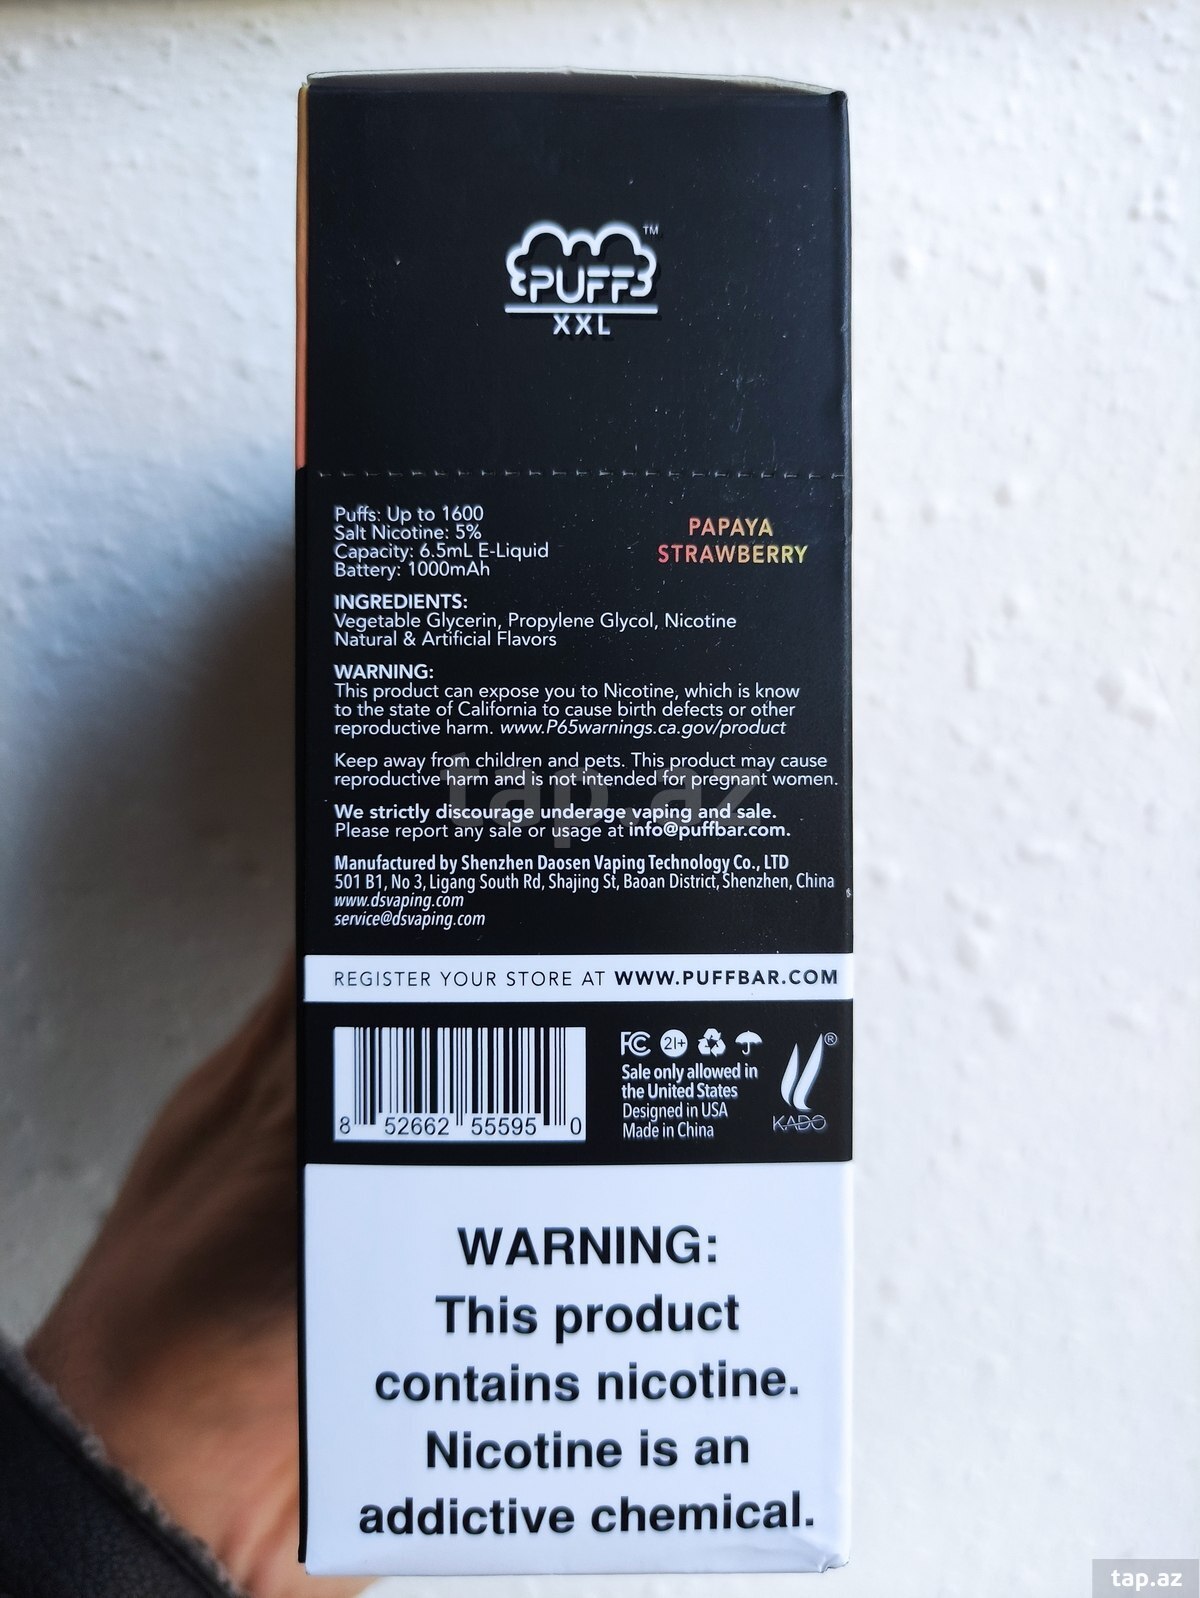 PUFF
TM
XXL
Puffs: Up to 1600
Salt Nicotine: 5%
Capacity: 6.5mL E-Liquid
Battery: 1000mAh
PAPAYA
STRAWBERRY
INGREDIENTS:
Vegetable Glycerin, Propylene Glycol, Nicotine
Natural & Artificial Flavors
WARNING:
This product can expose you to Nicotine, which is know
to the state of California to cause birth defects or other
reproductive harm. www.P65warnings.ca.gov/product
Keep away from children and pets. This product may cause
reproductive harm and is not intended for pregnant women.
tap.az
We strictly discourage underage vaping and sale.
Please report any sale or usage at info@puffbar.com.
Manufactured by Shenzhen Daosen Vaping Technology Co., LTD
501 B1, No 3, Ligang South Rd, Shajing St, Baoan District, Shenzhen, China
www.dsvaping.com
service@dsvaping.com
REGISTER YOUR STORE AT WWW.PUFFBAR.COM
8 52662 55595 0
FC 21+
Sale only allowed in
the United States
Designed in USA
Made in China
®
KADO
WARNING:
This product
contains nicotine.
Nicotine is an
addictive chemical.
tap.az